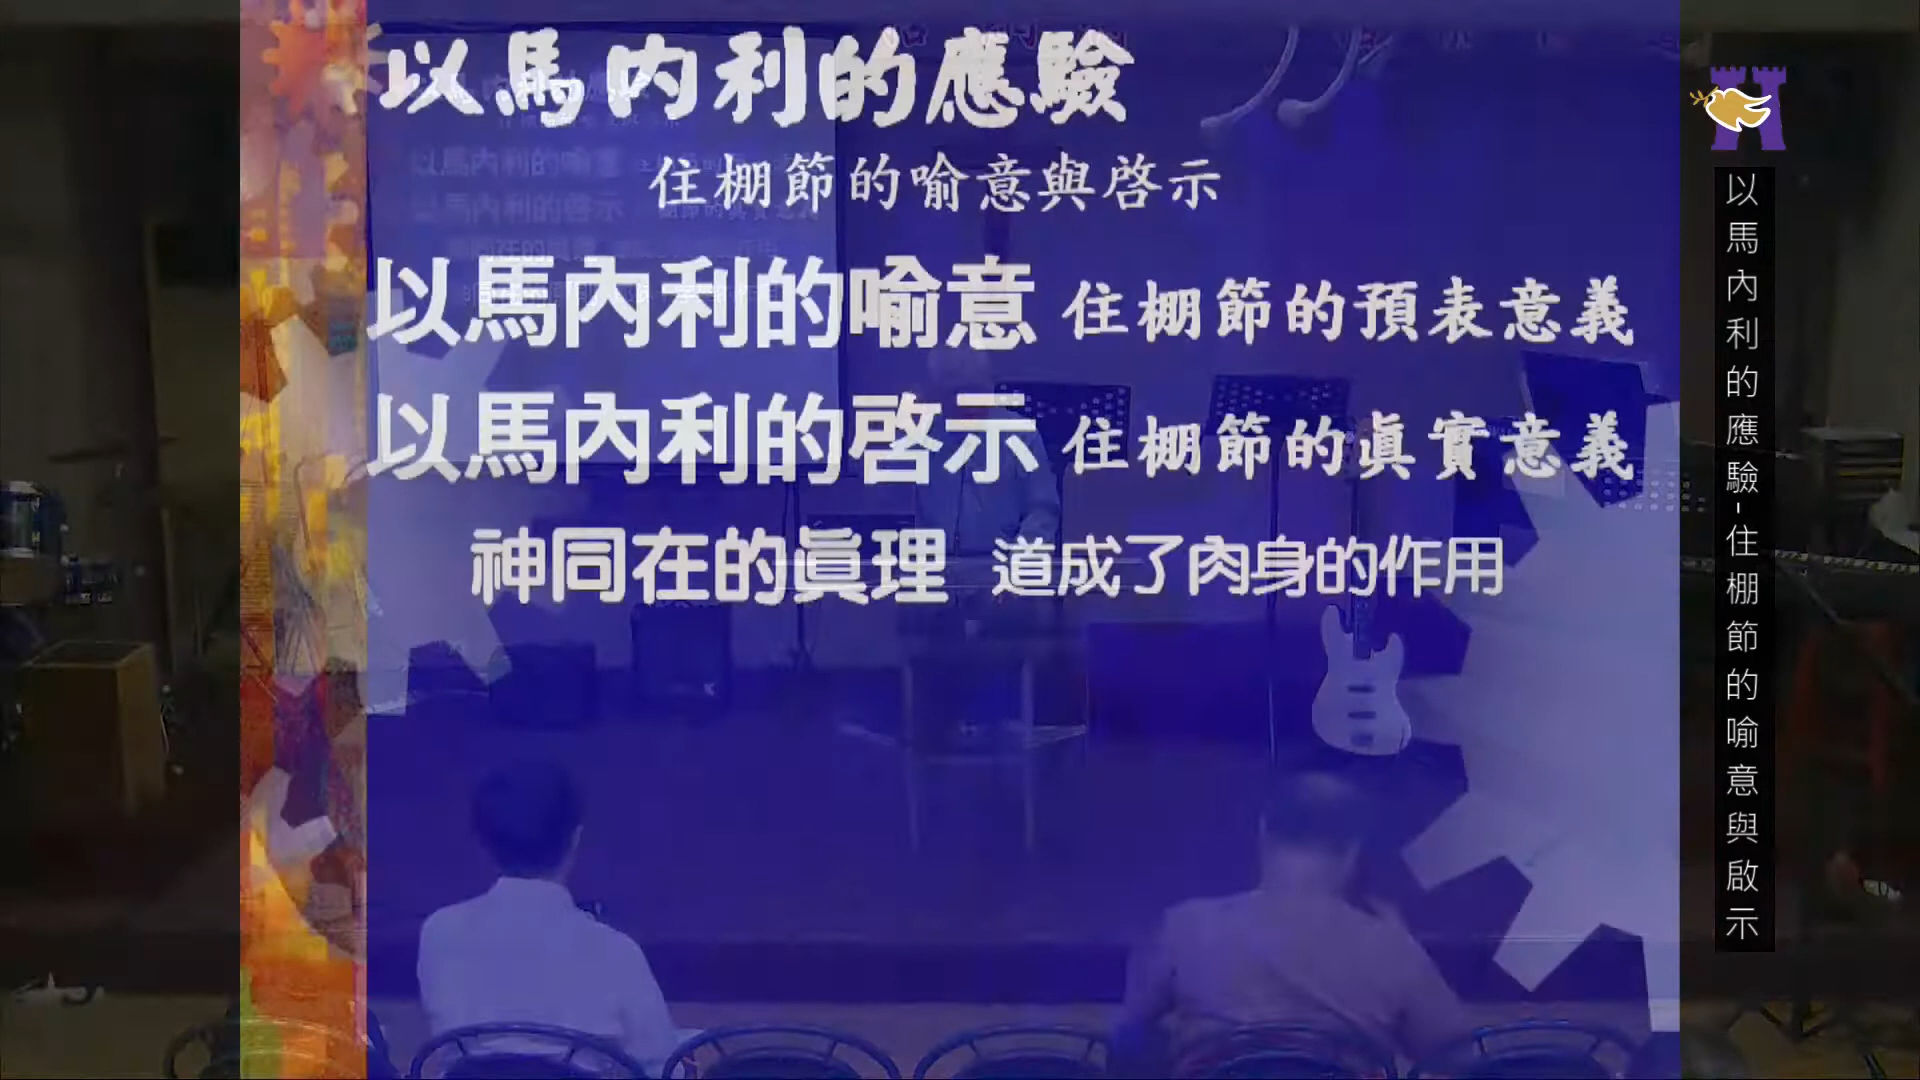 以馬內利的應驗
住棚節的喻意與啓示
以馬內利的喻意 住棚節的預表意義
以馬內利的啓示 住棚節的眞實意義
神同在的眞理 道成了肉身的作用
以馬內利的應驗-住棚節的喻意與啟示